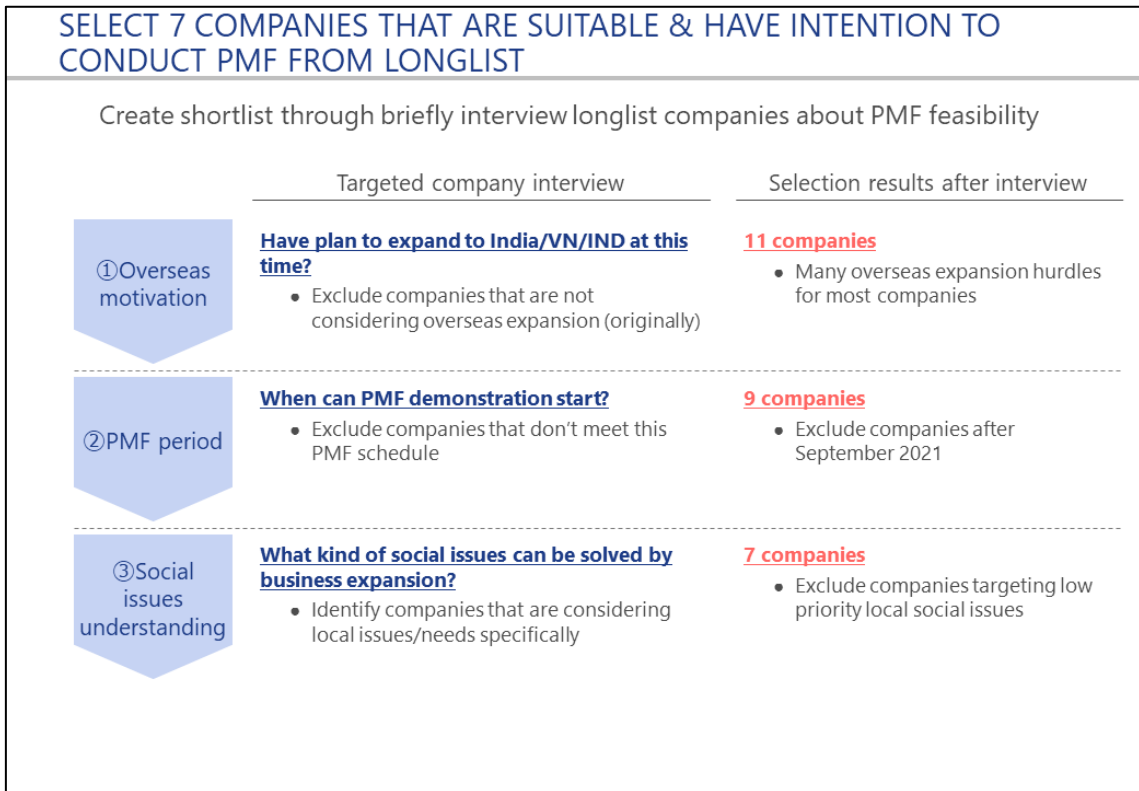 SELECT 7 COMPANIES THAT ARE SUITABLE & HAVE INTENTION TO
CONDUCT PMF FROM LONGLIST
Create shortlist through briefly interview longlist companies about PMF feasibility
Targeted company interview
Selection results after interview
①Overseas
motivation
Have plan to expand to India/VN/IND at this
time?
● Exclude companies that are not
considering overseas expansion (originally)
11 companies
● Many overseas expansion hurdles
for most companies
②PMF period
When can PMF demonstration start?
● Exclude companies that don't meet this
PMF schedule
9 companies
● Exclude companies after
September 2021
③Social
issues
understanding
What kind of social issues can be solved by
business expansion?
● Identify companies that are considering
local issues/needs specifically
7 companies
● Exclude companies targeting low
priority local social issues